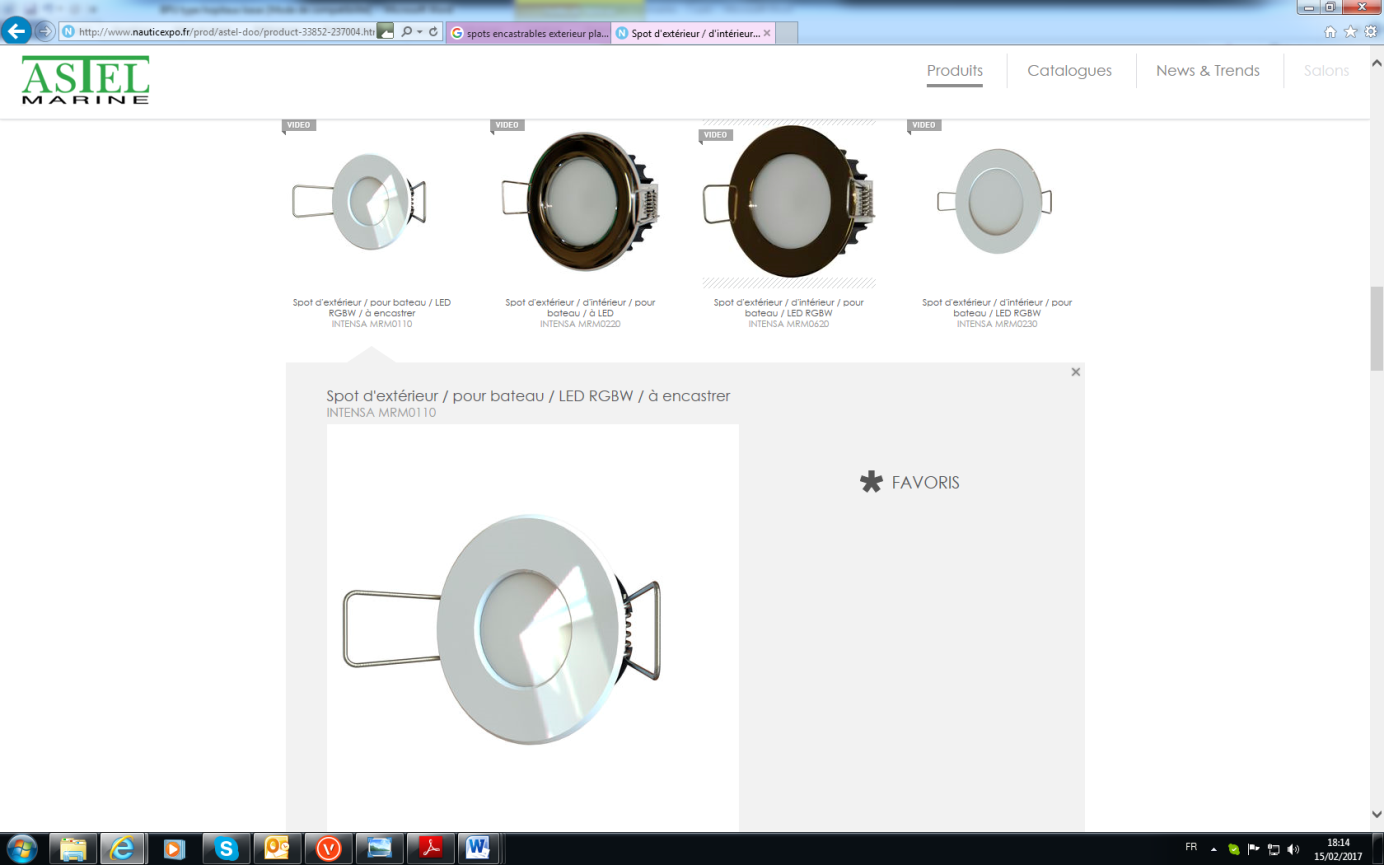 http://www.nauticexpo.fr/prod/astel-doo/product-33852-237004.htm
spots encastrables exterieur pla...
Spot d'extérieur / d'intérieur...
ASTEL
MARINE
Produits
Catalogues
News & Trends
Salons
VIDEO
VIDEO
VIDEO
VIDEO
Spot d'extérieur / pour bateau / LED
RGBW / à encastrer
INTENSA MRM0110
Spot d'extérieur / d'intérieur / pour
bateau / à LED
INTENSA MRM0220
Spot d'extérieur / d'intérieur / pour
bateau / LED RGBW
INTENSA MRM0620
Spot d'extérieur / d'intérieur / pour
bateau / LED RGBW
INTENSA MRM0230
Spot d'extérieur / pour bateau / LED RGBW / à encastrer
INTENSA MRM0110
FAVORIS
FR
18:14
15/02/2017